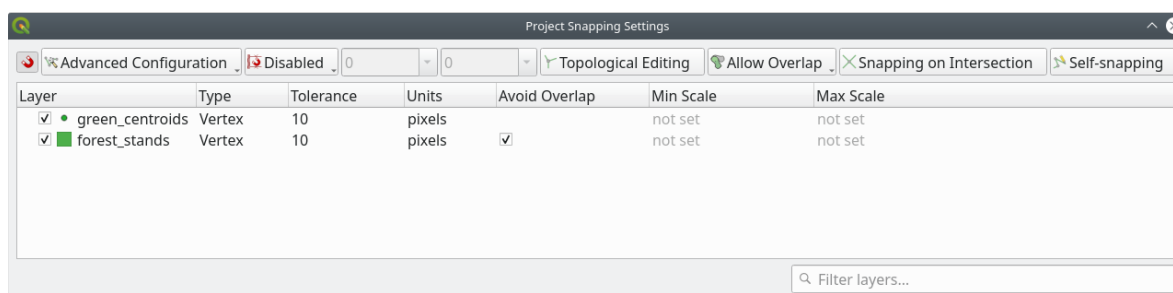 Project Snapping Settings
Advanced Configuration Disabled 0 0 Topological Editing Allow Overlap Snapping on Intersection Self-snapping
Layer Type Tolerance Units Avoid Overlap Min Scale Max Scale
green_centroids Vertex 10 pixels not set not set
forest_stands Vertex 10 pixels not set not set
Filter layers...